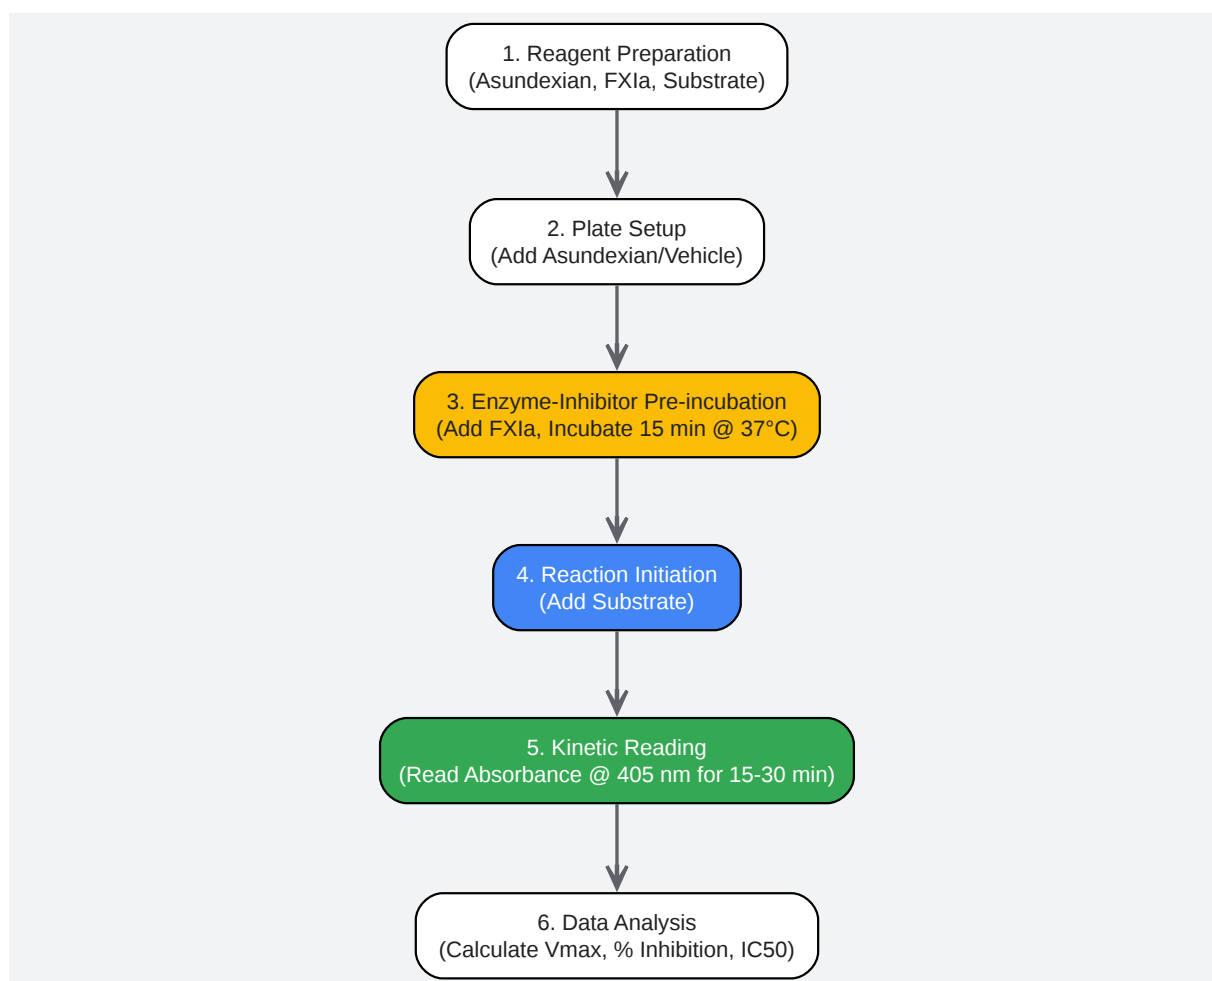 1. Reagent Preparation
(Asundexian, FXIa, Substrate)
2. Plate Setup
(Add Asundexian/Vehicle)
3. Enzyme-Inhibitor Pre-incubation
(Add FXIa, Incubate 15 min @ 37°C)
4. Reaction Initiation
(Add Substrate)
5. Kinetic Reading
(Read Absorbance @ 405 nm for 15-30 min)
6. Data Analysis
(Calculate Vmax, % Inhibition, IC50)